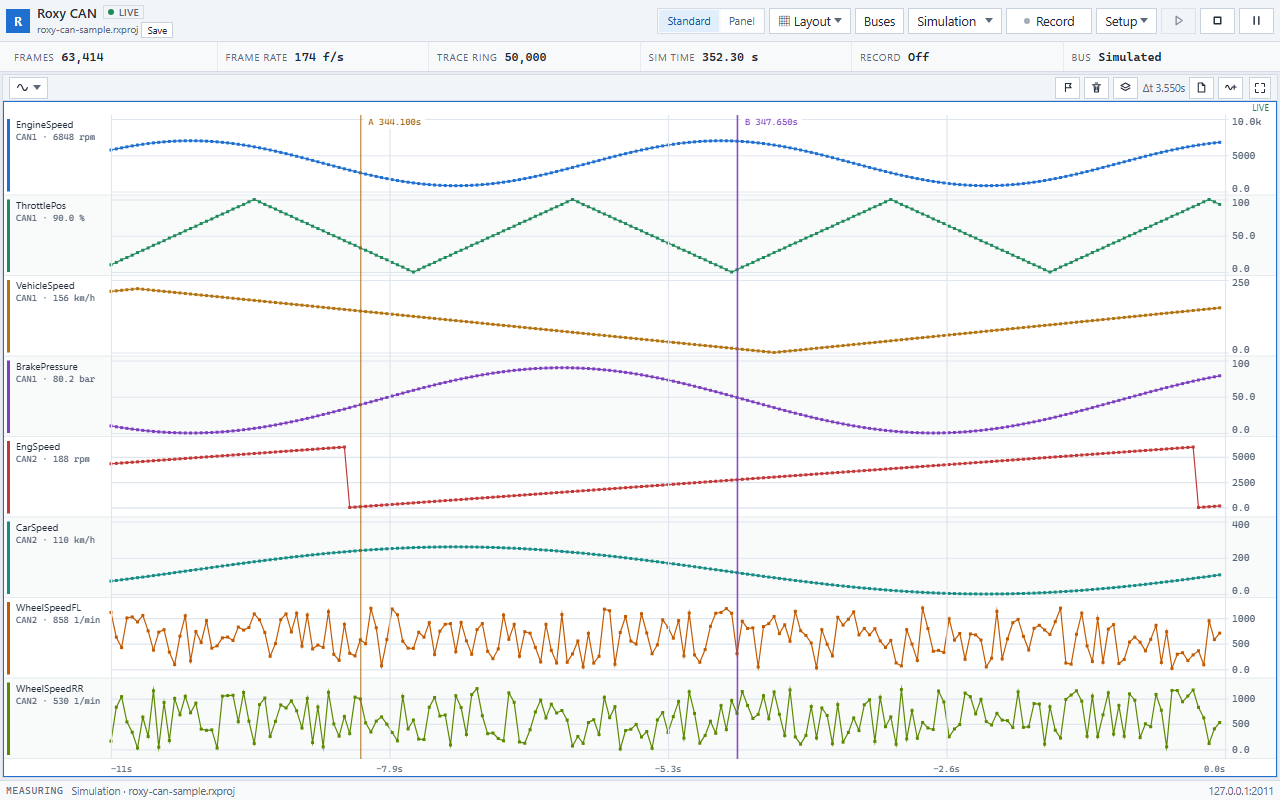 R Roxy CAN LIVE
roxy-can-sample.rxproj Save
Standard Panel Layout Buses Simulation Record Setup
FRAMES 63,414 FRAME RATE 174 f/s TRACE RING 50,000 SIM TIME 352.30 s RECORD Off BUS Simulated
Δt 3.550s
LIVE
A 344.100s B 347.650s
EngineSpeed
CAN1 · 6848 rpm
10.0k
5000
0.0
ThrottlePos
CAN1 · 90.0 %
100
50.0
0.0
VehicleSpeed
CAN1 · 156 km/h
250
0.0
BrakePressure
CAN1 · 80.2 bar
100
50.0
0.0
EngSpeed
CAN2 · 188 rpm
5000
2500
0.0
CarSpeed
CAN2 · 110 km/h
400
200
0.0
WheelSpeedFL
CAN2 · 858 1/min
1000
500
0.0
WheelSpeedRR
CAN2 · 530 1/min
1000
500
0.0
−11s −7.9s −5.3s −2.6s 0.0s
MEASURING Simulation · roxy-can-sample.rxproj 127.0.0.1:2011